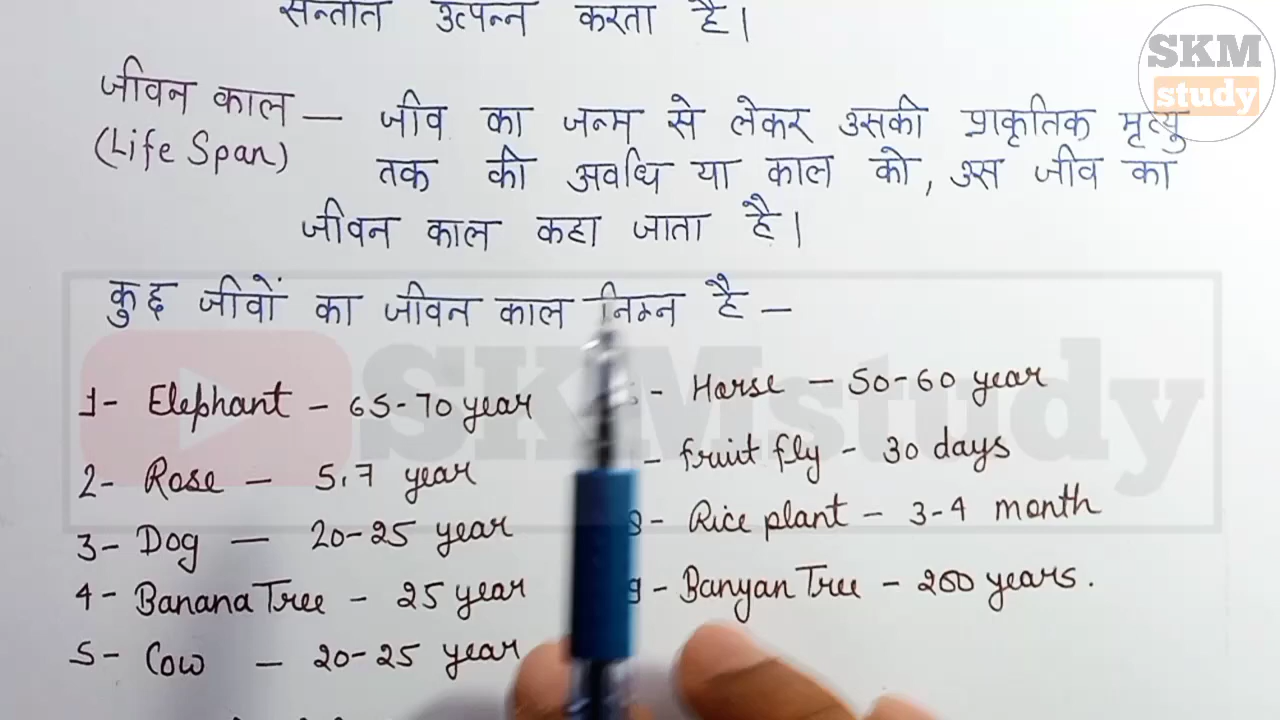 सन्तति उत्पन्न करता है।
SKM
study
जीवन काल — जीव का जन्म से लेकर उसकी प्राकृतिक मृत्यु
(Life Span) तक की अवधि या काल को, उस जीव का
जीवन काल कहा जाता है।
कुछ जीवों का जीवन काल निम्न है —
SKMstudy
1- Elephant - 65-70 year
2- Rose - 5.7 year
3- Dog - 20-25 year
4- Banana Tree - 25 year
5- Cow - 20-25 year
- Horse - 50-60 year
- fruit fly - 30 days
8- Rice plant - 3-4 month
9- Banyan Tree - 200 years.